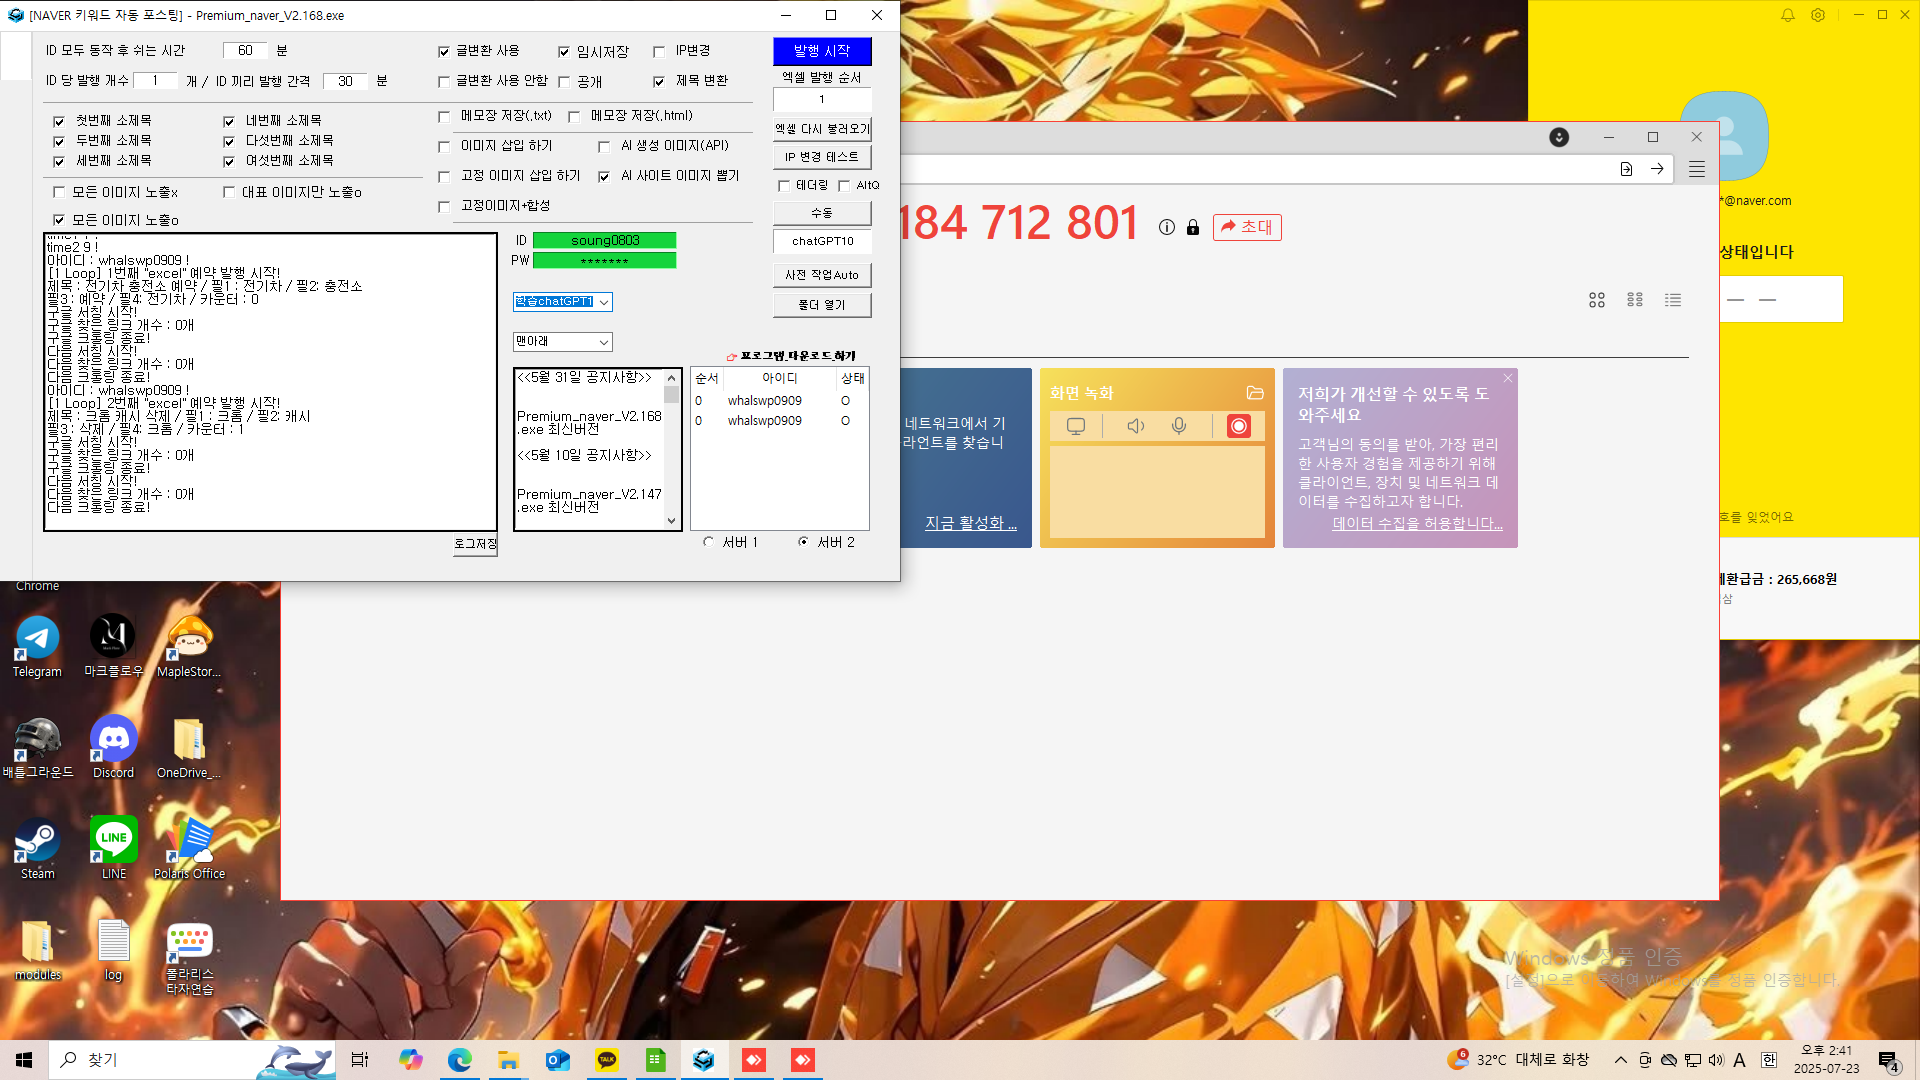 [NAVER 키워드 자동 포스팅] - Premium_naver_V2.168.exe
ID 모두 동작 후 쉬는 시간 60 분
ID 당 발행 개수 1 개 / ID 끼리 발행 간격 30 분
글변환 사용 임시저장 IP변경
글변환 사용 안함 공개 제목 변환
메모장 저장(.txt) 메모장 저장(.html)
이미지 삽입 하기 AI 생성 이미지(API)
고정 이미지 삽입 하기 AI 사이트 이미지 뽑기
고정이미지+합성
첫번째 소제목 네번째 소제목
두번째 소제목 다섯번째 소제목
세번째 소제목 여섯번째 소제목
모든 이미지 노출x 대표 이미지만 노출o
모든 이미지 노출o
발행 시작
엑셀 발행 순서
1
엑셀 다시 불러오기
IP 변경 테스트
테더링 AltQ
수동
chatGPT10
사전 작업Auto
폴더 열기
time2 9 !
아이디 : whalswp0909 !
[1 Loop] 1번째 "excel" 예약 발행 시작!
제목 : 전기차 충전소 예약 / 필1 : 전기차 / 필2: 충전소
필3 : 예약 / 필4: 전기차 / 카운터 : 0
구글 서칭 시작!
구글 찾은 링크 개수 : 0개
구글 크롤링 종료!
다음 서칭 시작!
다음 찾은 링크 개수 : 0개
다음 크롤링 종료!
아이디 : whalswp0909 !
[1 Loop] 2번째 "excel" 예약 발행 시작!
제목 : 크롬 캐시 삭제 / 필1 : 크롬 / 필2: 캐시
필3 : 삭제 / 필4: 크롬 / 카운터 : 1
구글 서칭 시작!
구글 찾은 링크 개수 : 0개
구글 크롤링 종료!
다음 서칭 시작!
다음 찾은 링크 개수 : 0개
다음 크롤링 종료!
로그저장
ID soung0803
PW *******
학습chatGPT1
맨아래
<<5월 31일 공지사항>>
Premium_naver_V2.168
.exe 최신버전
<<5월 10일 공지사항>>
Premium_naver_V2.147
.exe 최신버전
프로그램_다운로드_하기
순서 아이디 상태
0 whalswp0909 O
0 whalswp0909 O
서버 1 서버 2
184 712 801
초대
네트워크에서 기
라언트를 찾습니
지금 활성화 ...
화면 녹화
저희가 개선할 수 있도록 도
와주세요
고객님의 동의를 받아, 가장 편리
한 사용자 경험을 제공하기 위해
클라이언트, 장치 및 네트워크 데
이터를 수집하고자 합니다.
데이터 수집을 허용합니다...
*@naver.com
상태입니다
호를 잊었어요
환급금 : 265,668원
Chrome
Telegram
마크플로우
MapleStor...
배틀그라운드
Discord
OneDrive_...
Steam
LINE
Polaris Office
modules
log
폴라리스
타자연습
Windows 정품 인증
[설정]으로 이동하여 Windows를 정품 인증합니다.
찾기
TALK
6
32°C 대체로 화창
A
한
오후 2:41
2025-07-23
4